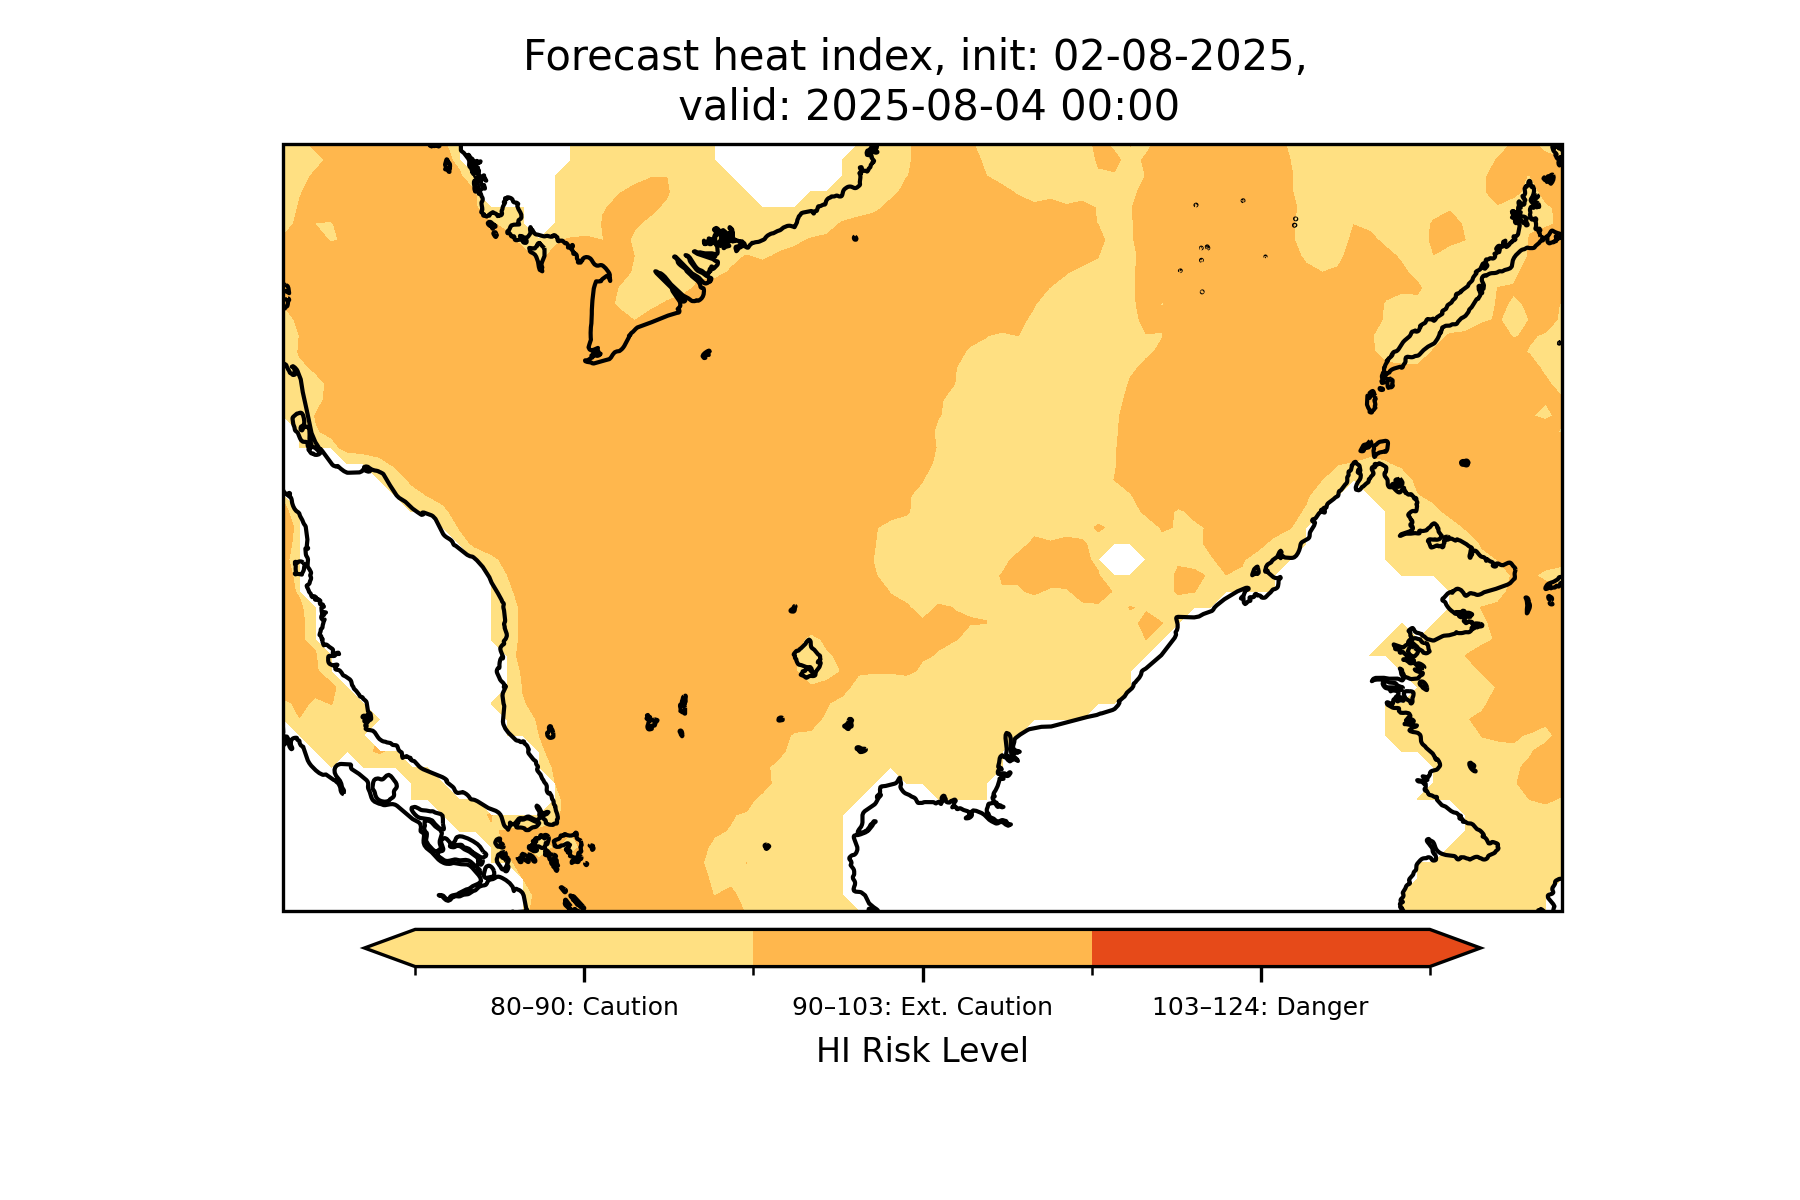 Forecast heat index, init: 02-08-2025,
valid: 2025-08-04 00:00
80–90: Caution
90–103: Ext. Caution
103–124: Danger
HI Risk Level